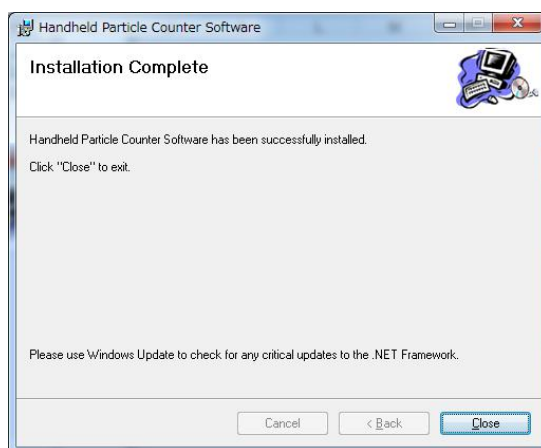 Handheld Particle Counter Software
Installation Complete
Handheld Particle Counter Software has been successfully installed.
Click "Close" to exit.
Please use Windows Update to check for any critical updates to the .NET Framework.
Cancel
< Back
Close